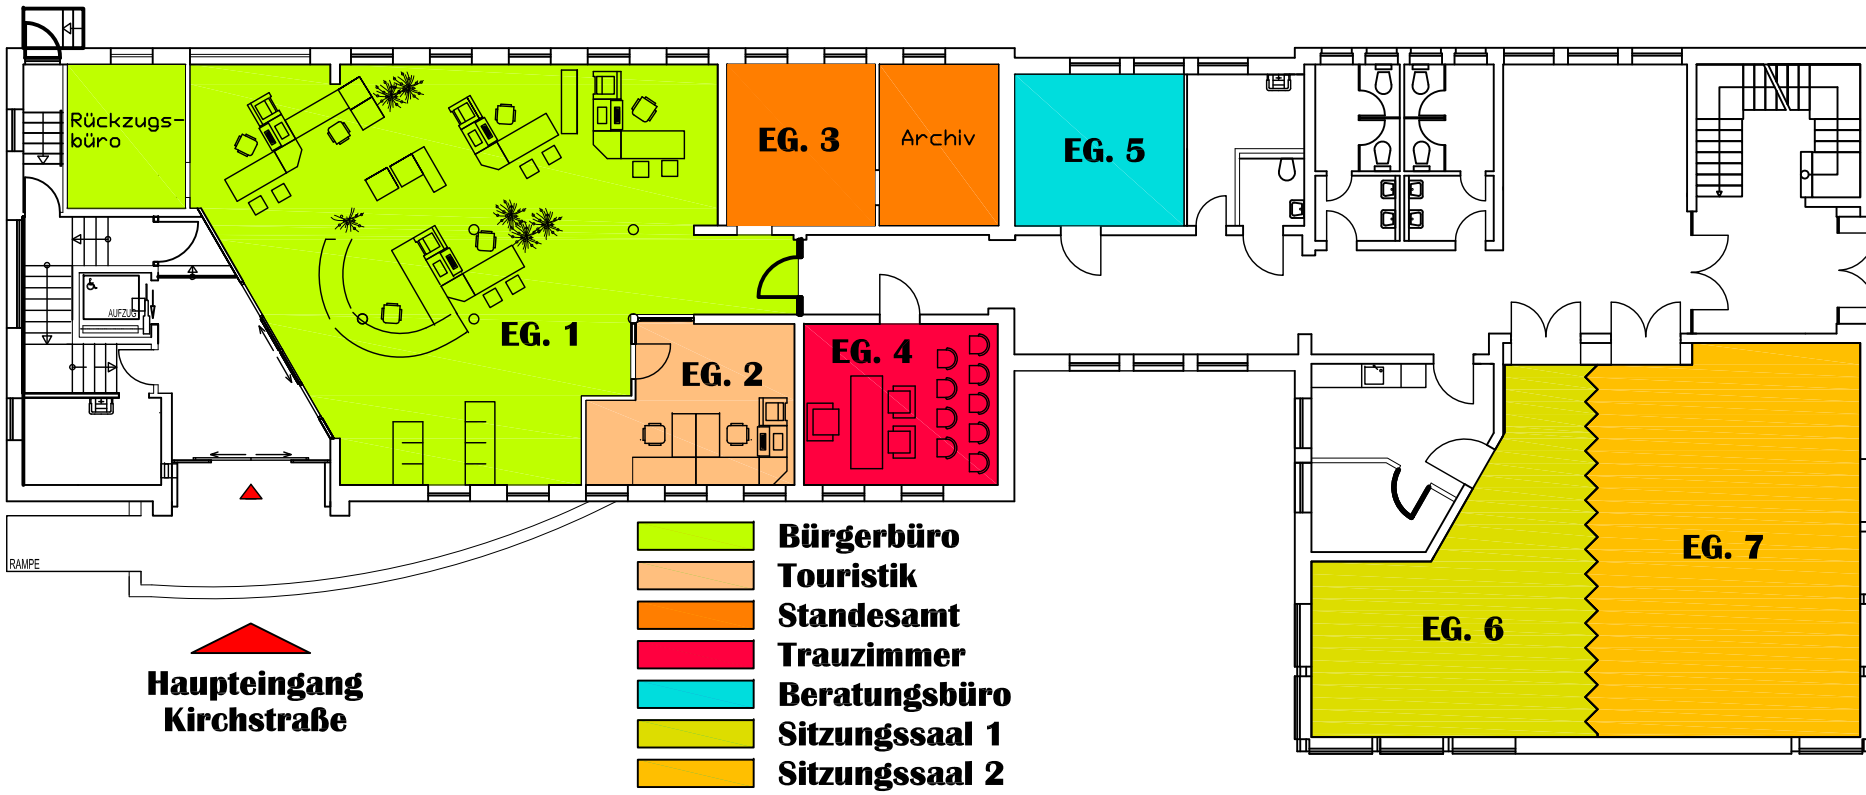 Rückzugs-
büro
EG. 3
Archiv
EG. 5
AUFZUG
EG. 1
EG. 2
EG. 4
EG. 6
EG. 7
RAMPE
Haupteingang
Kirchstraße
Bürgerbüro
Touristik
Standesamt
Trauzimmer
Beratungsbüro
Sitzungssaal 1
Sitzungssaal 2